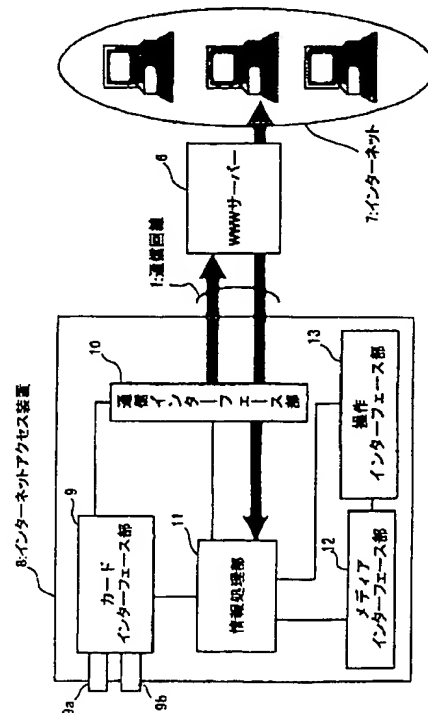 8:インターネットアクセス装置
9
カード
インターフェース部
9a
9b
10
通信インターフェース部
11
情報処理部
12
メディア
インターフェース部
13
操作
インターフェース部
1:通信回線
6
WWWサーバー
7:インターネット